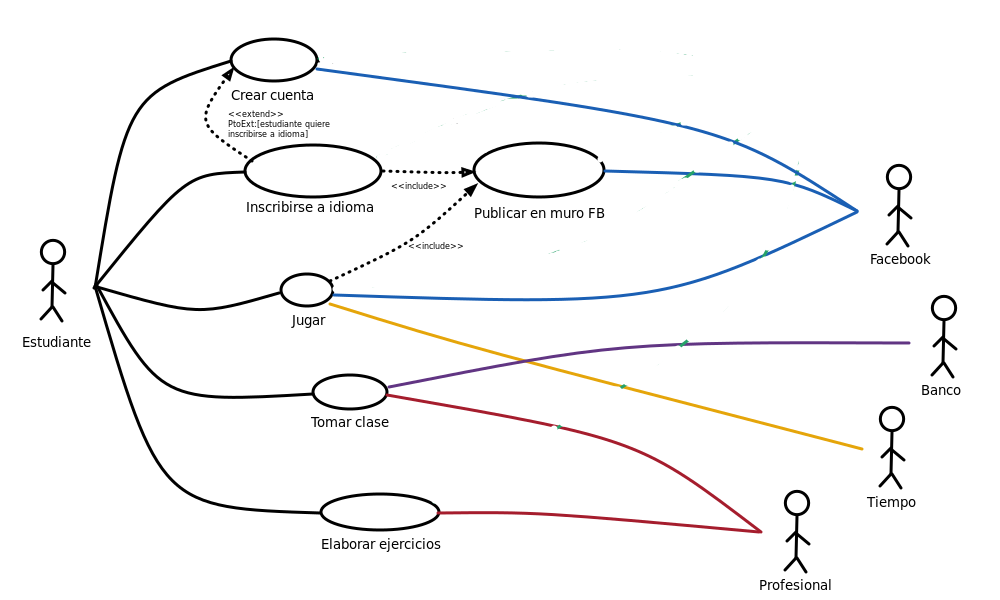 Crear cuenta
<<extend>>
PtoExt:[estudiante quiere
inscribirse a idioma]
<<include>>
Inscribirse a idioma
Publicar en muro FB
<<include>>
Facebook
Jugar
Estudiante
Banco
Tomar clase
Tiempo
Elaborar ejercicios
Profesional